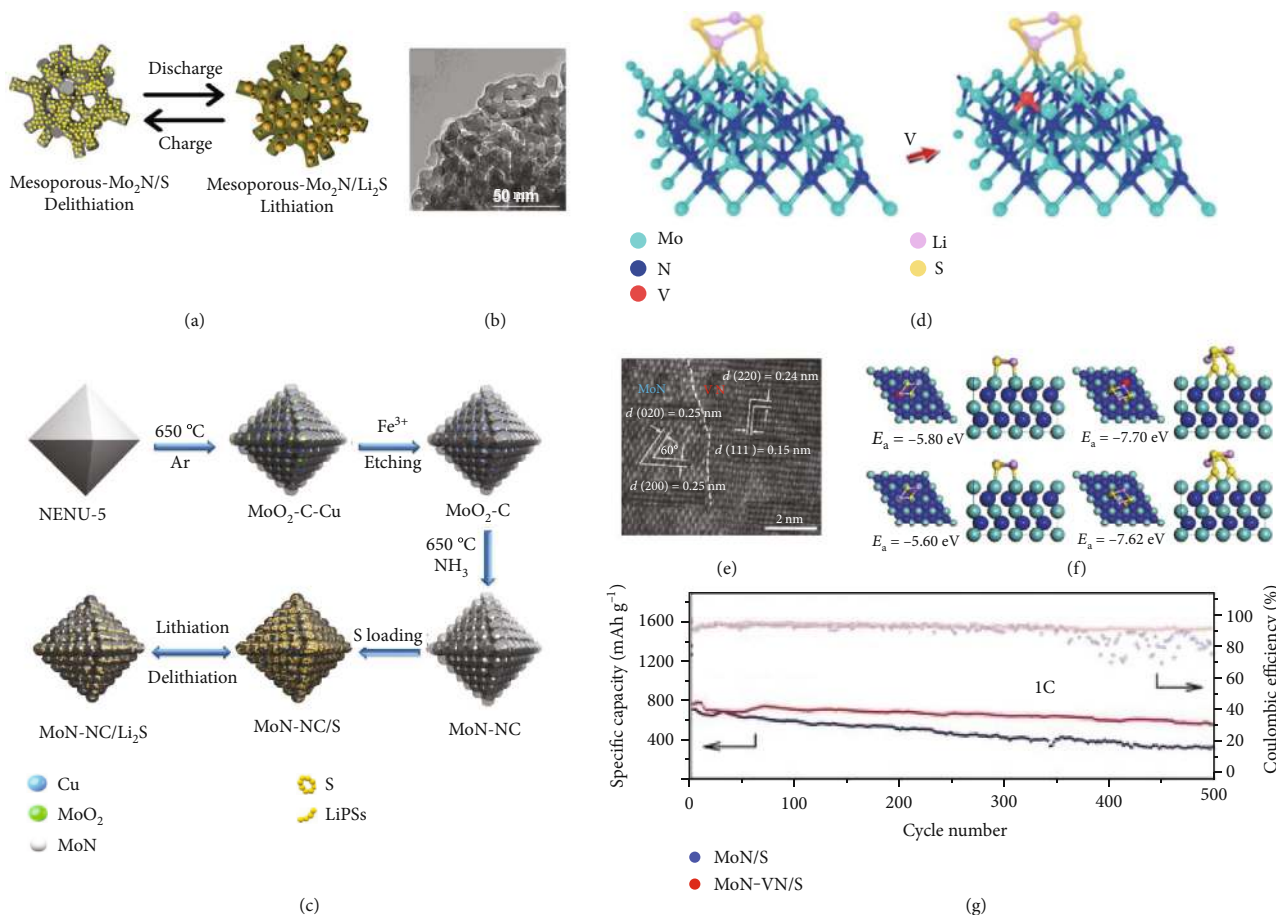 Discharge
Charge
Mesoporous-Mo₂N/S
Delithiation
Mesoporous-Mo₂N/Li₂S
Lithiation
50 nm
(a)
(b)
V
Mo
N
V
Li
S
(d)
NENU-5
650 °C
Ar
MoO₂-C-Cu
Fe³⁺
Etching
MoO₂-C
650 °C
NH₃
MoN-NC
S loading
MoN-NC/S
Lithiation
Delithiation
MoN-NC/Li₂S
Cu
MoO₂
MoN
S
LiPSs
(c)
MoN
d (220) = 0.24 nm
d (020) = 0.25 nm
60°
d (111) = 0.15 nm
d (200) = 0.25 nm
2 nm
(e)
Eₐ = −5.80 eV
Eₐ = −7.70 eV
Eₐ = −5.60 eV
Eₐ = −7.62 eV
(f)
Specific capacity (mAh g⁻¹)
1600
1200
800
400
1C
100
80
60
40
20
0
Coulombic efficiency (%)
0
100
200
300
400
500
Cycle number
MoN/S
MoN-VN/S
(g)